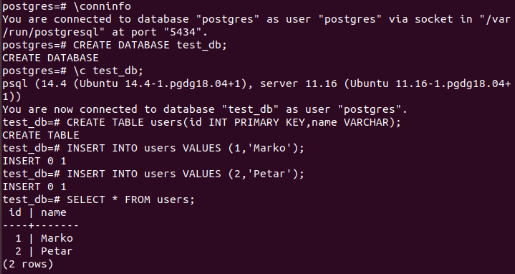 postgres=# \conninfo
You are connected to database "postgres" as user "postgres" via socket in "/var
/run/postgresql" at port "5434".
postgres=# CREATE DATABASE test_db;
CREATE DATABASE
postgres=# \c test_db;
psql (14.4 (Ubuntu 14.4-1.pgdg18.04+1), server 11.16 (Ubuntu 11.16-1.pgdg18.04+
1))
You are now connected to database "test_db" as user "postgres".
test_db=# CREATE TABLE users(id INT PRIMARY KEY,name VARCHAR);
CREATE TABLE
test_db=# INSERT INTO users VALUES (1,'Marko');
INSERT 0 1
test_db=# INSERT INTO users VALUES (2,'Petar');
INSERT 0 1
test_db=# SELECT * FROM users;
 id | name
----+-------
  1 | Marko
  2 | Petar
(2 rows)